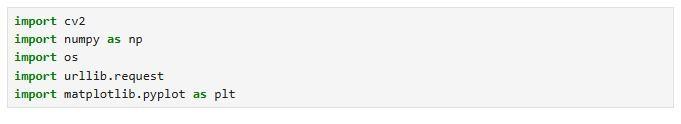 import cv2
import numpy as np
import os
import urllib.request
import matplotlib.pyplot as plt